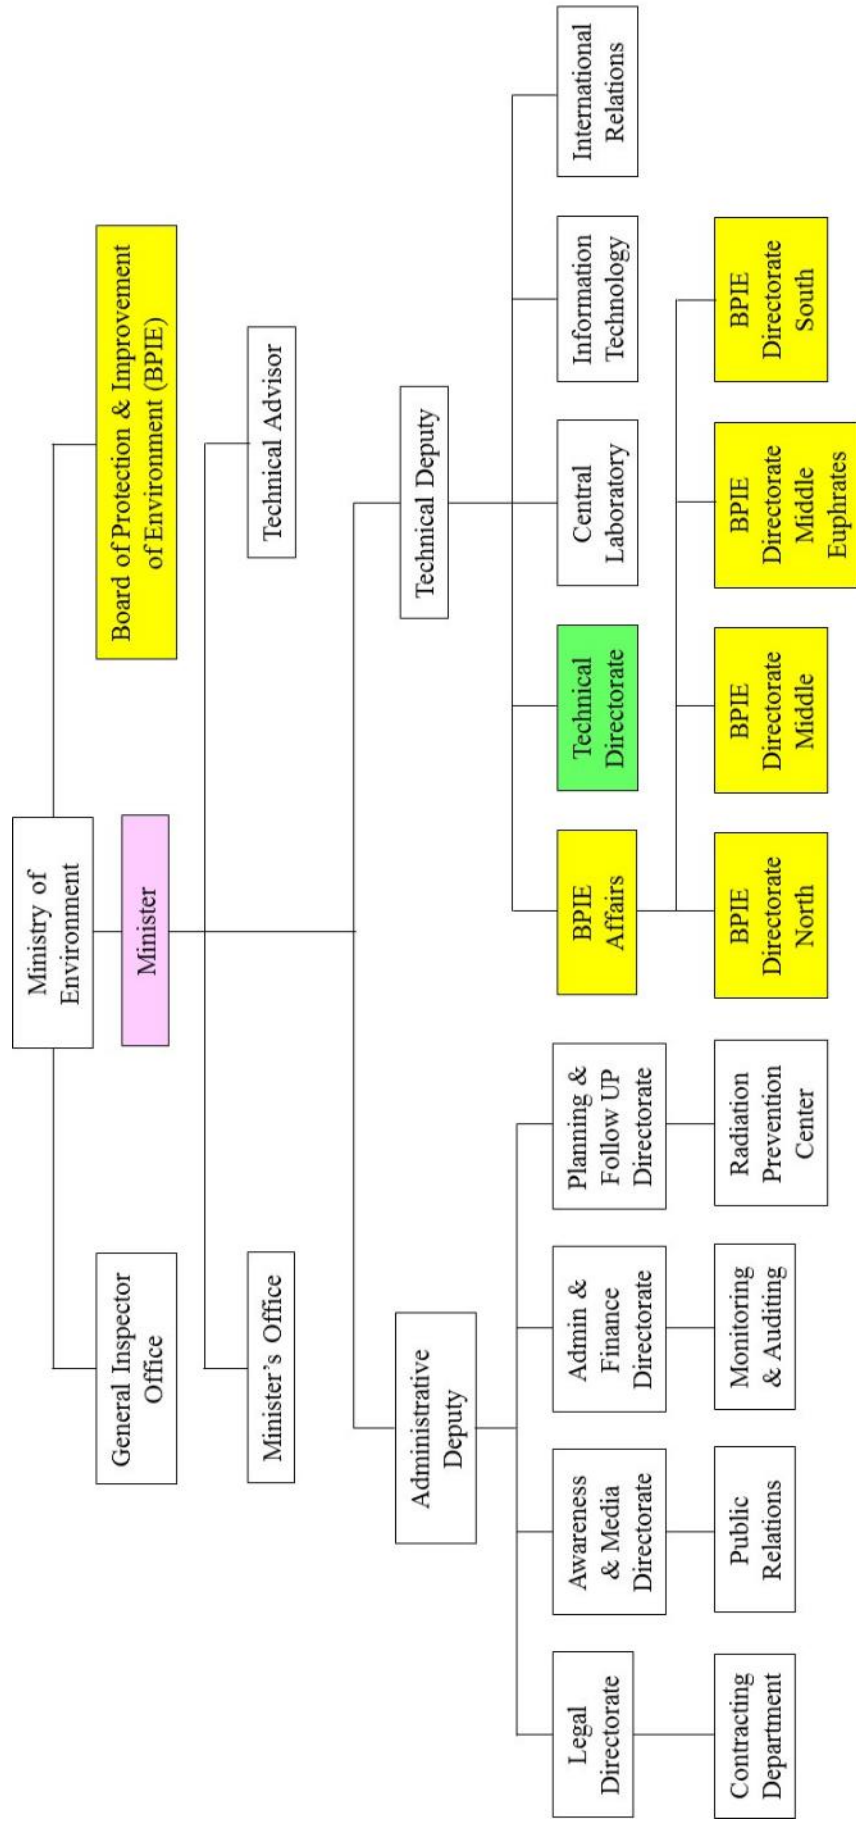 Ministry of
Environment
General Inspector
Office
Minister
Board of Protection & Improvement
of Environment (BPIE)
Minister's Office
Technical Advisor
Administrative
Deputy
Technical Deputy
Legal
Directorate
Awareness
& Media
Directorate
Admin &
Finance
Directorate
Planning &
Follow UP
Directorate
BPIE
Affairs
Technical
Directorate
Central
Laboratory
Information
Technology
International
Relations
Contracting
Department
Public
Relations
Monitoring
& Auditing
Radiation
Prevention
Center
BPIE
Directorate
North
BPIE
Directorate
Middle
BPIE
Directorate
Middle
Euphrates
BPIE
Directorate
South